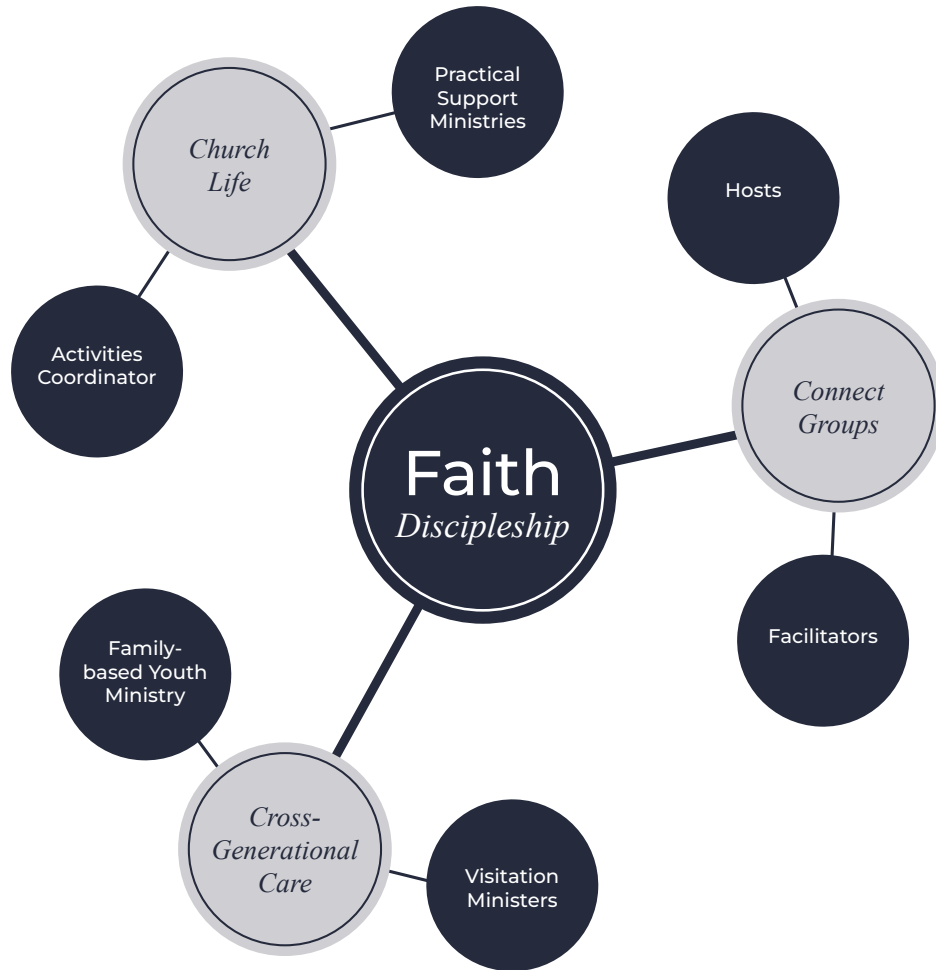 Practical
Support
Ministries
Church
Life
Hosts
Activities
Coordinator
Connect
Groups
Faith
Discipleship
Facilitators
Family-
based Youth
Ministry
Cross-
Generational
Care
Visitation
Ministers